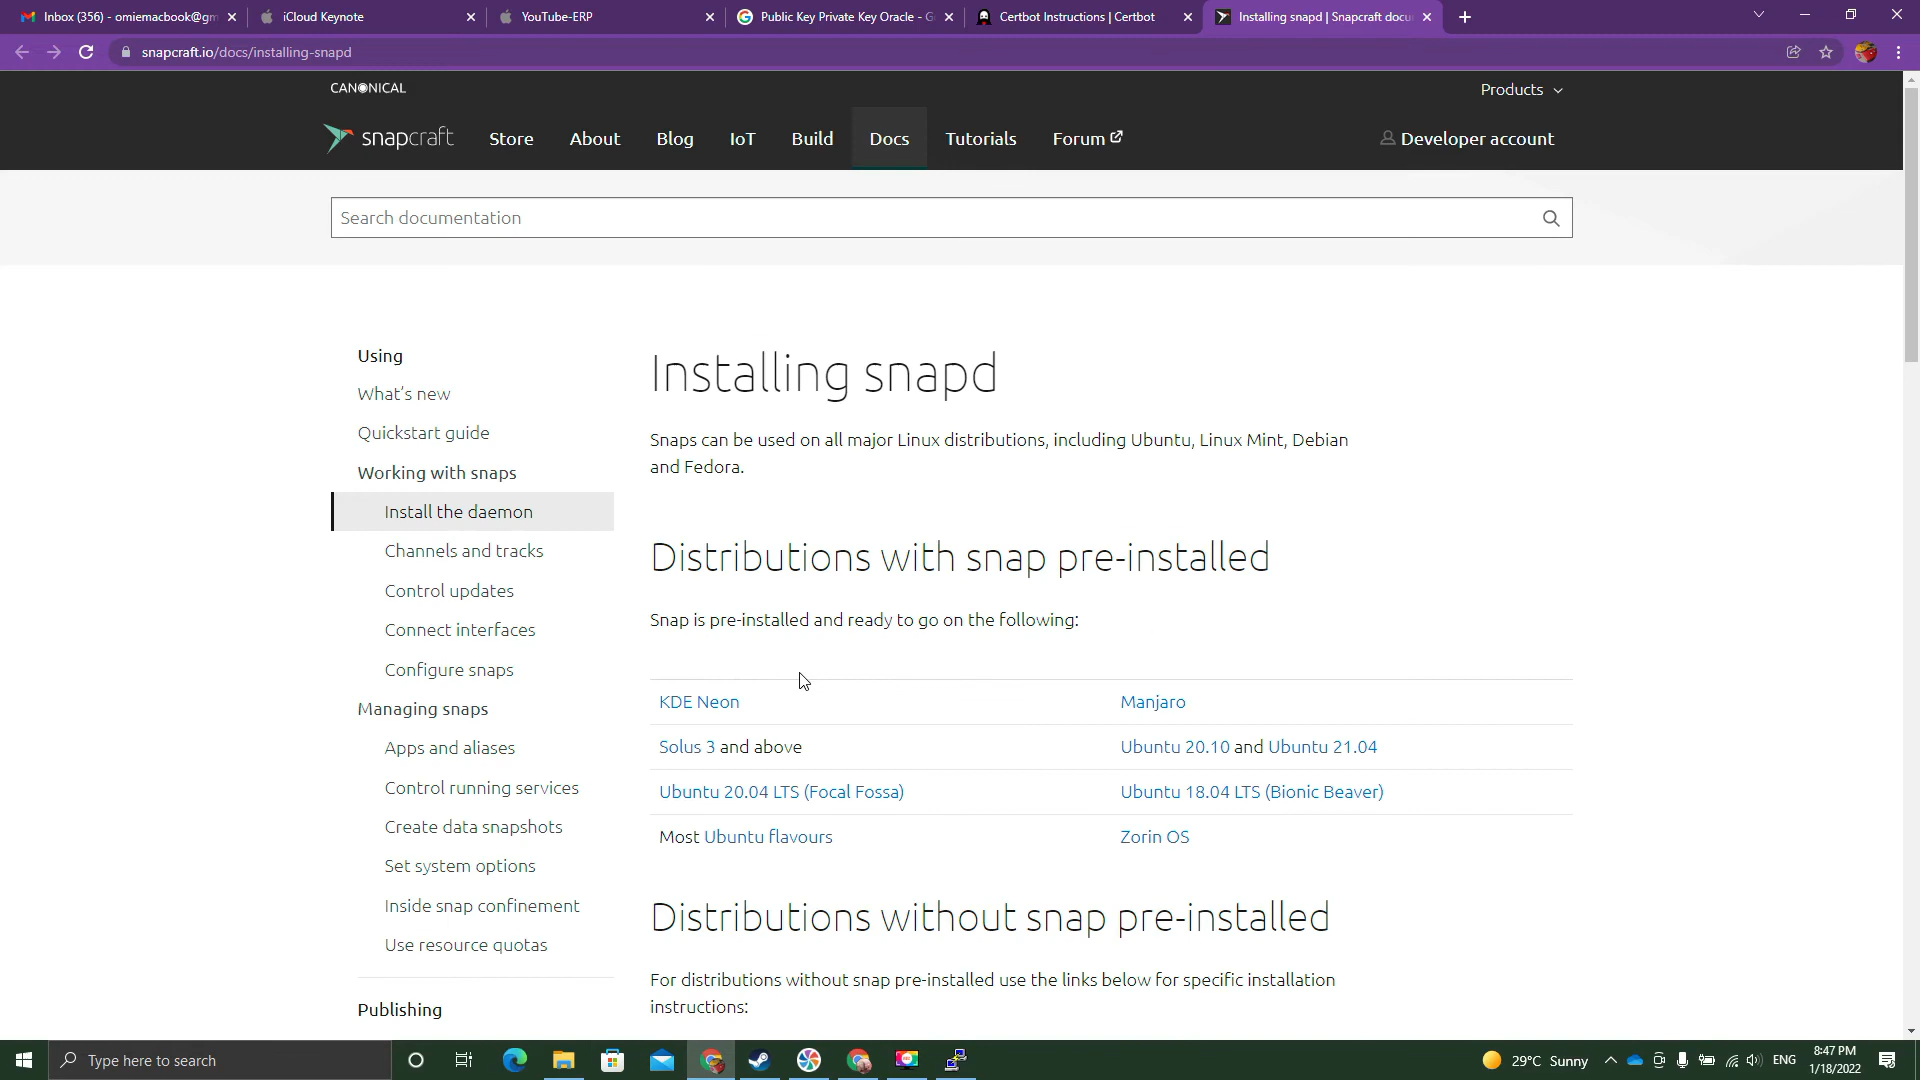 Inbox (356) - omiemacbook@gm
iCloud Keynote
YouTube-ERP
Public Key Private Key Oracle - G
Certbot Instructions | Certbot
Installing snapd | Snapcraft docu
snapcraft.io/docs/installing-snapd
CANONICAL
Products
snapcraft
Store
About
Blog
IoT
Build
Docs
Tutorials
Forum
Developer account
Search documentation
Using
What's new
Quickstart guide
Working with snaps
Install the daemon
Channels and tracks
Control updates
Connect interfaces
Configure snaps
Managing snaps
Apps and aliases
Control running services
Create data snapshots
Set system options
Inside snap confinement
Use resource quotas
Publishing
Installing snapd
Snaps can be used on all major Linux distributions, including Ubuntu, Linux Mint, Debian
and Fedora.
Distributions with snap pre-installed
Snap is pre-installed and ready to go on the following:
KDE Neon
Manjaro
Solus 3 and above
Ubuntu 20.10 and Ubuntu 21.04
Ubuntu 20.04 LTS (Focal Fossa)
Ubuntu 18.04 LTS (Bionic Beaver)
Most Ubuntu flavours
Zorin OS
Distributions without snap pre-installed
For distributions without snap pre-installed use the links below for specific installation
instructions:
Type here to search
29°C Sunny
ENG
8:47 PM
1/18/2022